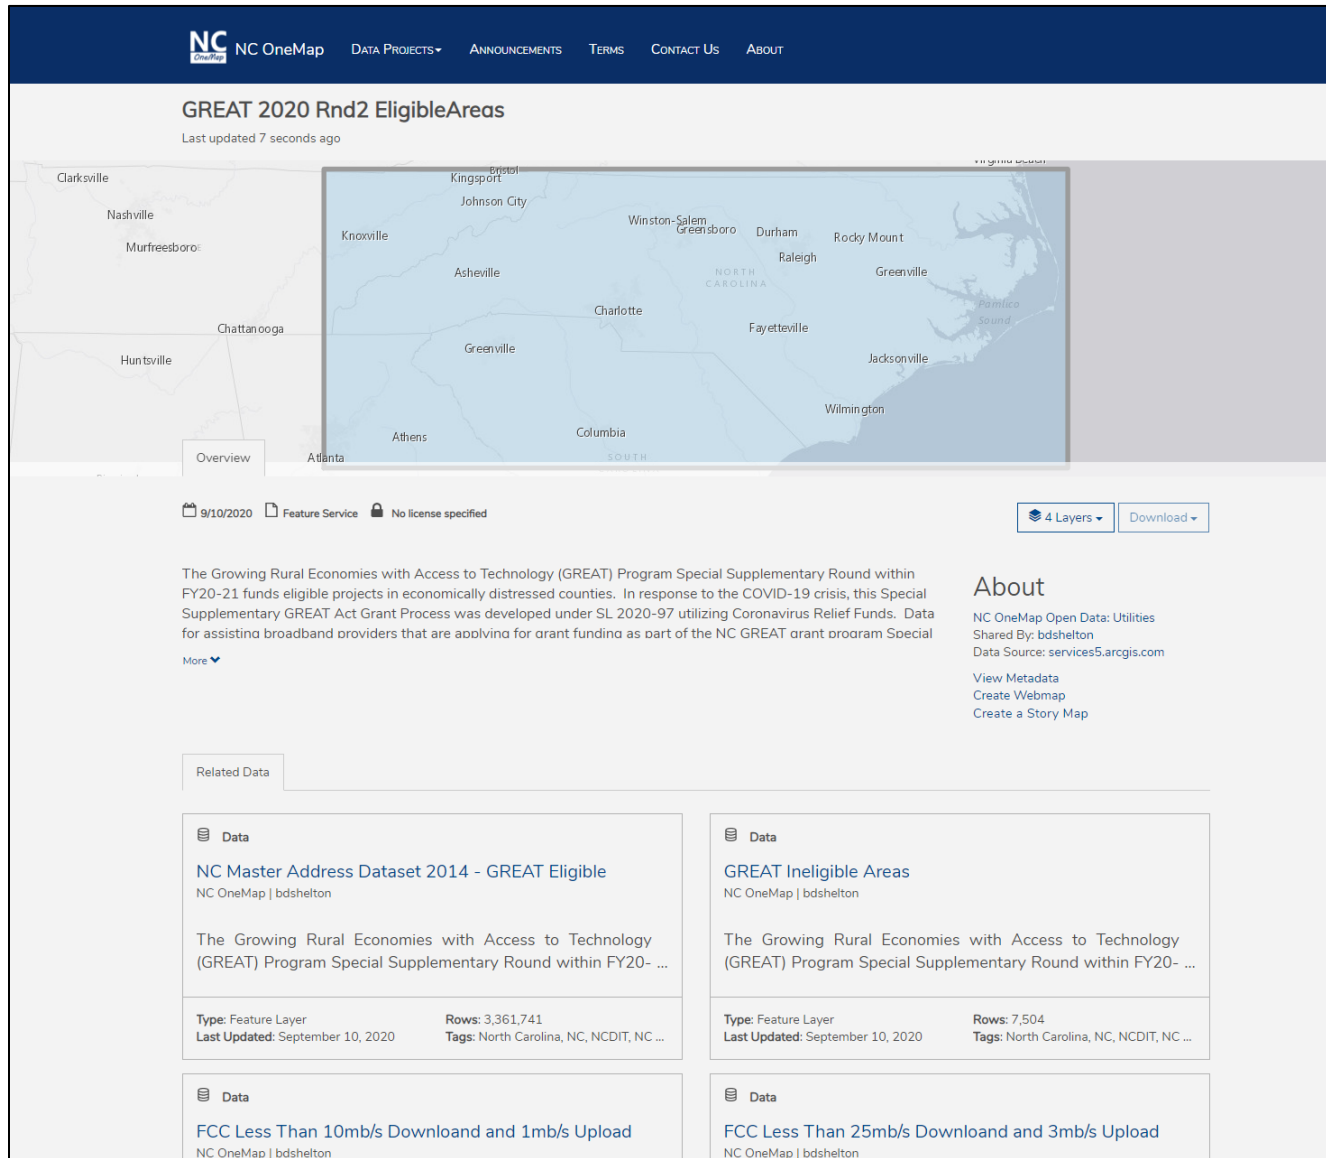 NC
OneMap
NC OneMap
DATA PROJECTS
ANNOUNCEMENTS
TERMS
CONTACT US
ABOUT
GREAT 2020 Rnd2 EligibleAreas
Last updated 7 seconds ago
Virginia Beach
Clarksville
Bristol
Kingsport
Johnson City
Nashville
Winston-Salem
Greensboro
Durham
Rocky Mount
Knoxville
Murfreesboro
Raleigh
Asheville
NORTH
CAROLINA
Greenville
Pamlico
Sound
Charlotte
Chattanooga
Fayetteville
Greenville
Huntsville
Jacksonville
Wilmington
Athens
Columbia
Overview
Atlanta
SOUTH
9/10/2020 Feature Service No license specified
4 Layers
Download
The Growing Rural Economies with Access to Technology (GREAT) Program Special Supplementary Round within
FY20-21 funds eligible projects in economically distressed counties. In response to the COVID-19 crisis, this Special
Supplementary GREAT Act Grant Process was developed under SL 2020-97 utilizing Coronavirus Relief Funds. Data
for assisting broadband providers that are applying for grant funding as part of the NC GREAT grant program Special
More
About
NC OneMap Open Data: Utilities
Shared By: bdshelton
Data Source: services5.arcgis.com
View Metadata
Create Webmap
Create a Story Map
Related Data
Data
NC Master Address Dataset 2014 - GREAT Eligible
NC OneMap | bdshelton
The Growing Rural Economies with Access to Technology
(GREAT) Program Special Supplementary Round within FY20- ...
Type: Feature Layer
Rows: 3,361,741
Last Updated: September 10, 2020
Tags: North Carolina, NC, NCDIT, NC ...
Data
GREAT Ineligible Areas
NC OneMap | bdshelton
The Growing Rural Economies with Access to Technology
(GREAT) Program Special Supplementary Round within FY20- ...
Type: Feature Layer
Rows: 7,504
Last Updated: September 10, 2020
Tags: North Carolina, NC, NCDIT, NC ...
Data
FCC Less Than 10mb/s Downloand and 1mb/s Upload
NC OneMap | bdshelton
Data
FCC Less Than 25mb/s Downloand and 3mb/s Upload
NC OneMap | bdshelton